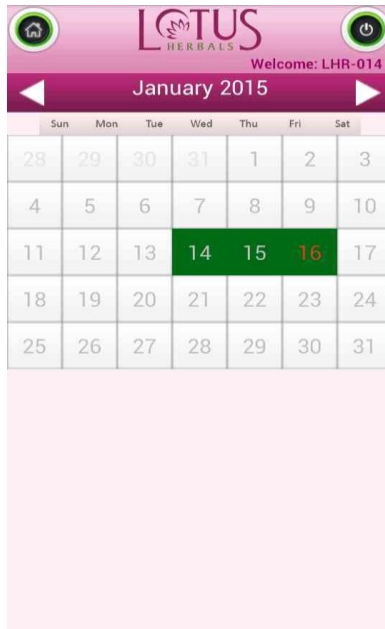 LOTUS
HERBALS
Welcome: LHR-014
January 2015
Sun Mon Tue Wed Thu Fri Sat
28 29 30 31 1 2 3
4 5 6 7 8 9 10
11 12 13 14 15 16 17
18 19 20 21 22 23 24
25 26 27 28 29 30 31